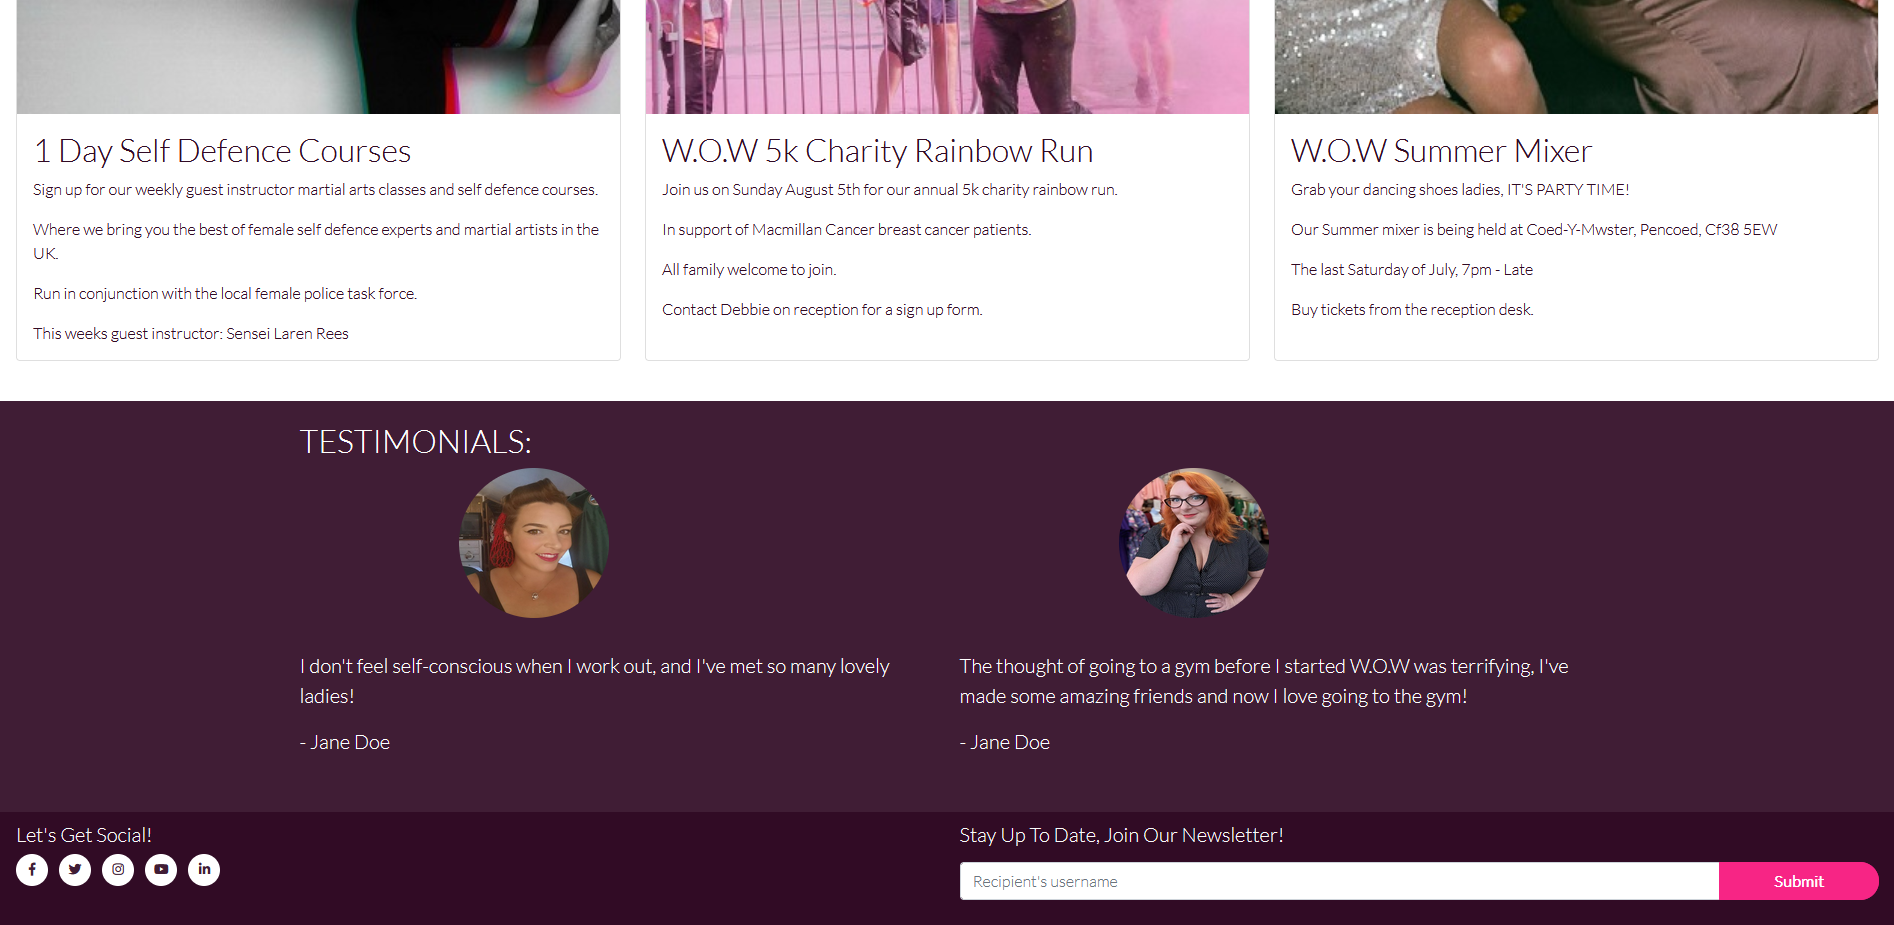 1 Day Self Defence Courses
Sign up for our weekly guest instructor martial arts classes and self defence courses.
Where we bring you the best of female self defence experts and martial artists in the
UK.
Run in conjunction with the local female police task force.
This weeks guest instructor: Sensei Laren Rees
W.O.W 5k Charity Rainbow Run
Join us on Sunday August 5th for our annual 5k charity rainbow run.
In support of Macmillan Cancer breast cancer patients.
All family welcome to join.
Contact Debbie on reception for a sign up form.
W.O.W Summer Mixer
Grab your dancing shoes ladies, IT'S PARTY TIME!
Our Summer mixer is being held at Coed-Y-Mwster, Pencoed, Cf38 5EW
The last Saturday of July, 7pm - Late
Buy tickets from the reception desk.
TESTIMONIALS:
I don't feel self-conscious when I work out, and I've met so many lovely
ladies!
- Jane Doe
The thought of going to a gym before I started W.O.W was terrifying, I've
made some amazing friends and now I love going to the gym!
- Jane Doe
Let's Get Social!
Stay Up To Date, Join Our Newsletter!
Recipient's username
Submit